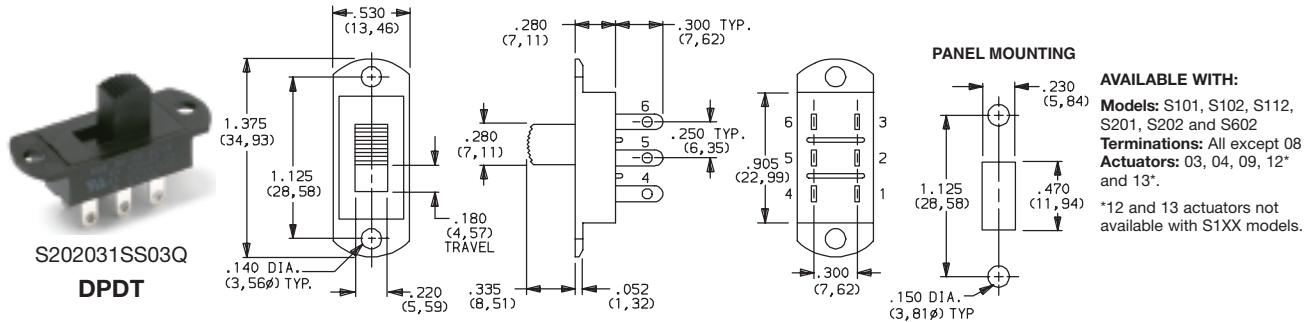 S202031SS03Q
DPDT
.530
(13,46)
1.375
(34,93)
1.125
(28,58)
.180
(4,57)
TRAVEL
.140 DIA.
(3,56ø) TYP.
.220
(5,59)
.280
(7,11)
.300 TYP.
(7,62)
.280
(7,11)
6
5
4
.250 TYP.
(6,35)
.335
(8,51)
.052
(1,32)
.905
(22,99)
6 3
5 2
4 1
.300
(7,62)
PANEL MOUNTING
.230
(5,84)
1.125
(28,58)
.470
(11,94)
.150 DIA.
(3,81ø) TYP
AVAILABLE WITH:
Models: S101, S102, S112,
S201, S202 and S602
Terminations: All except 08
Actuators: 03, 04, 09, 12*
and 13*.
*12 and 13 actuators not
available with S1XX models.